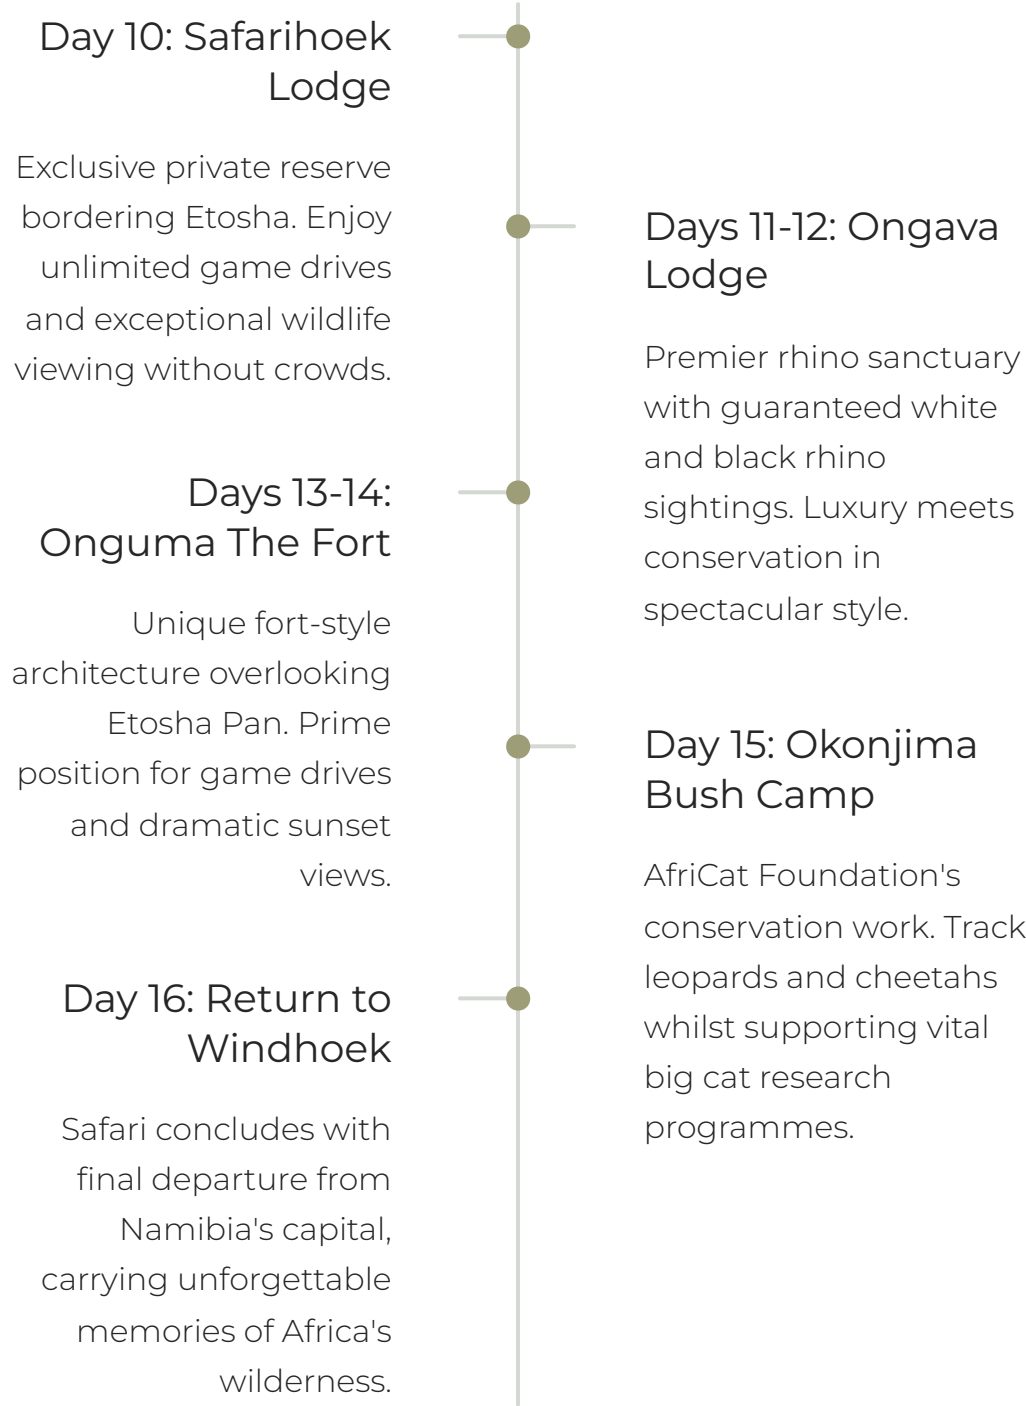 Day 10: Safarihoek
Lodge
Exclusive private reserve
bordering Etosha. Enjoy
unlimited game drives
and exceptional wildlife
viewing without crowds.
Days 11-12: Ongava
Lodge
Premier rhino sanctuary
with guaranteed white
and black rhino
sightings. Luxury meets
conservation in
spectacular style.
Days 13-14:
Onguma The Fort
Unique fort-style
architecture overlooking
Etosha Pan. Prime
position for game drives
and dramatic sunset
views.
Day 15: Okonjima
Bush Camp
AfriCat Foundation's
conservation work. Track
leopards and cheetahs
whilst supporting vital
big cat research
programmes.
Day 16: Return to
Windhoek
Safari concludes with
final departure from
Namibia's capital,
carrying unforgettable
memories of Africa's
wilderness.